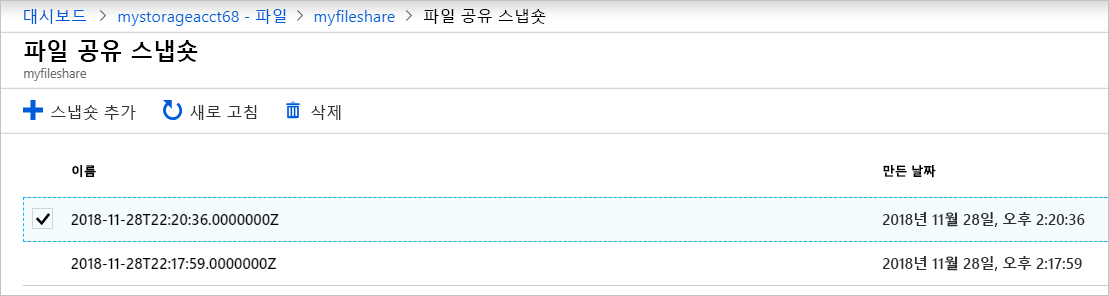 대시보드 > mystorageacct68 - 파일 > myfileshare > 파일 공유 스냅숏
파일 공유 스냅숏
myfileshare
스냅숏 추가 새로 고침 삭제
이름 만든 날짜
2018-11-28T22:20:36.0000000Z 2018년 11월 28일, 오후 2:20:36
2018-11-28T22:17:59.0000000Z 2018년 11월 28일, 오후 2:17:59